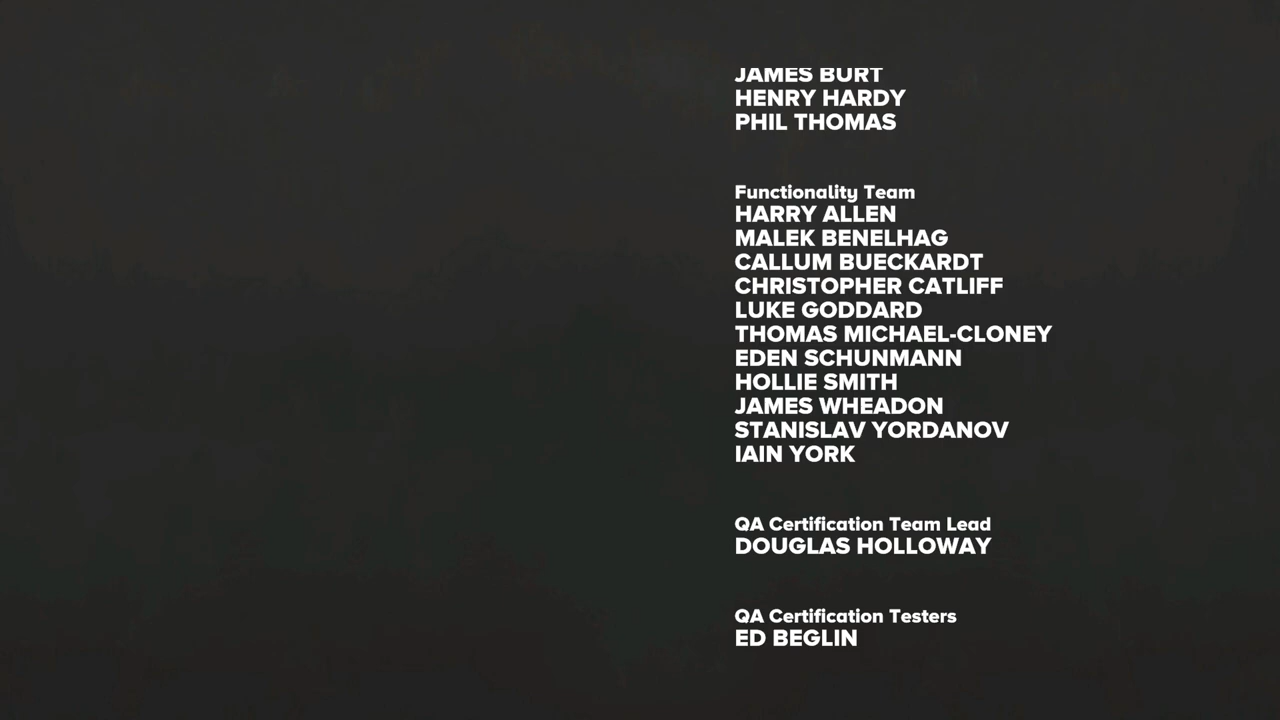 JAMES BURT
HENRY HARDY
PHIL THOMAS
Functionality Team
HARRY ALLEN
MALEK BENELHAG
CALLUM BUECKARDT
CHRISTOPHER CATLIFF
LUKE GODDARD
THOMAS MICHAEL-CLONEY
EDEN SCHUNMANN
HOLLIE SMITH
JAMES WHEADON
STANISLAV YORDANOV
IAIN YORK
QA Certification Team Lead
DOUGLAS HOLLOWAY
QA Certification Testers
ED BEGLIN